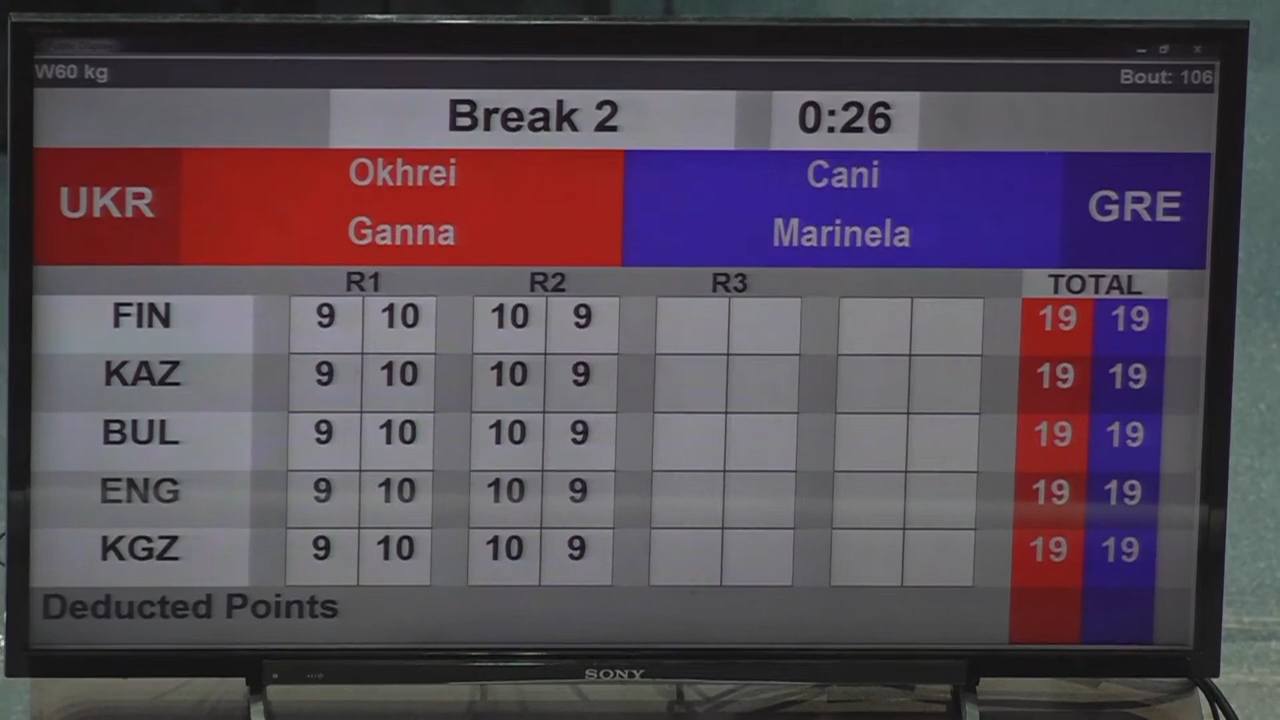 W60 kg Bout: 106
Break 2 0:26
UKR Okhrei Ganna Cani Marinela GRE
R1 R2 R3 TOTAL
FIN 9 10 10 9 19 19
KAZ 9 10 10 9 19 19
BUL 9 10 10 9 19 19
ENG 9 10 10 9 19 19
KGZ 9 10 10 9 19 19
Deducted Points
SONY